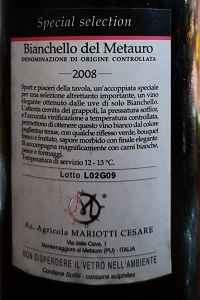 Special selection
Bianchello del Metauro
DENOMINAZIONE DI ORIGINE CONTROLLATA
2008
Sport e piaceri della tavola, un'accoppiata speciale
per una selezione altrettanto importante, un vino
elegante ottenuto dalle uve di solo Bianchello.
L'attenta cernita dei grappoli, la pressatura soffice,
e l'accurata vinificazione a temperatura controllata,
permettono di ottenere questo vino bianco dal colore
paglierino tenue, con qualche riflesso verde, bouquet
fresco e fruttato, sapore morbido con finale elegante.
Si accompagna magnificamente con carni bianche,
pesce e formaggi.
Temperatura di servizio 12 - 13 °C.
Lotto L02G09
Az. Agricola MARIOTTI CESARE
Via delle Cave, 1
Montemaggiore al Metauro (PU) - ITALIA
NON DISPERDERE IL VETRO NELL'AMBIENTE
Contiene Solfiti - contains sulphites